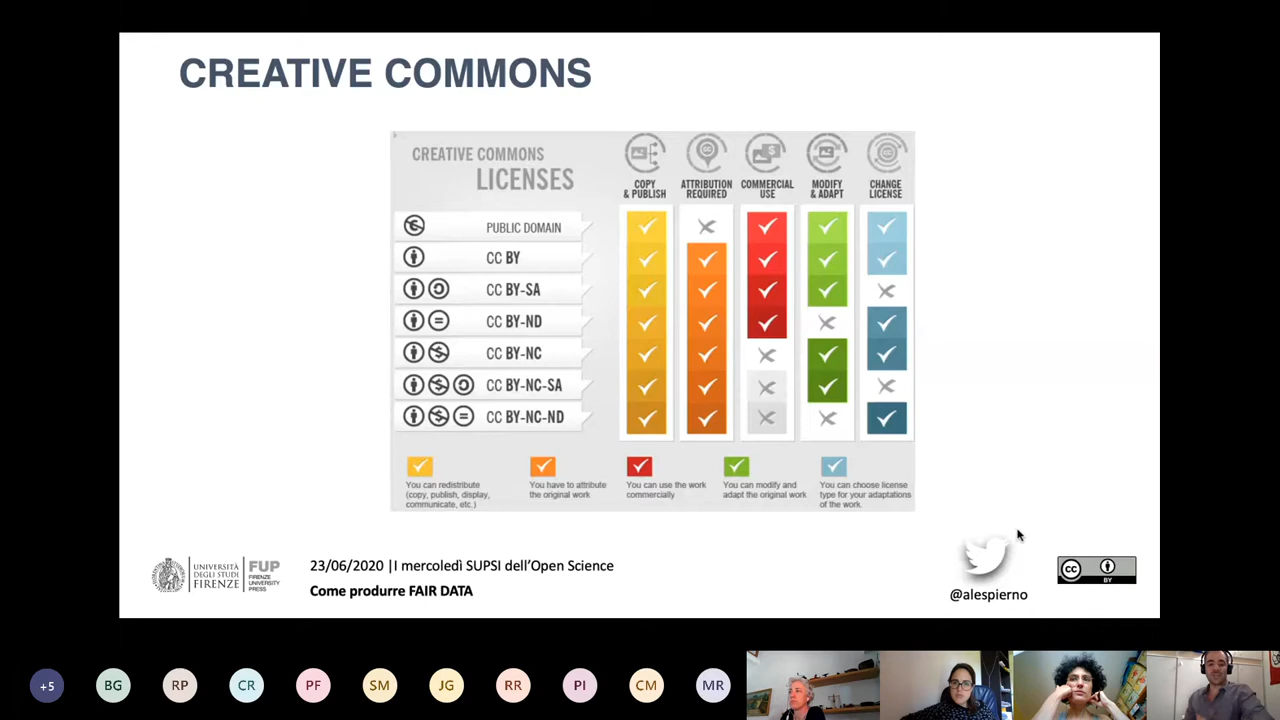 CREATIVE COMMONS
CREATIVE COMMONS
LICENSES
COPY
& PUBLISH
ATTRIBUTION
REQUIRED
COMMERCIAL
USE
MODIFY
& ADAPT
CHANGE
LICENSE
PUBLIC DOMAIN
CC BY
CC BY-SA
CC BY-ND
CC BY-NC
CC BY-NC-SA
CC BY-NC-ND
You can redistribute
(copy, publish, display,
communicate, etc.)
You have to attribute
the original work
You can use the work
commercially
You can modify and
adapt the original work
You can choose license
type for your adaptations
of the work.
UNIVERSITÀ
DEGLI STUDI
FIRENZE
FUP
FIRENZE
UNIVERSITY
PRESS
23/06/2020 |I mercoledì SUPSI dell'Open Science
Come produrre FAIR DATA
@alespierno
cc
BY
+5
BG
RP
CR
PF
SM
JG
RR
PI
CM
MR